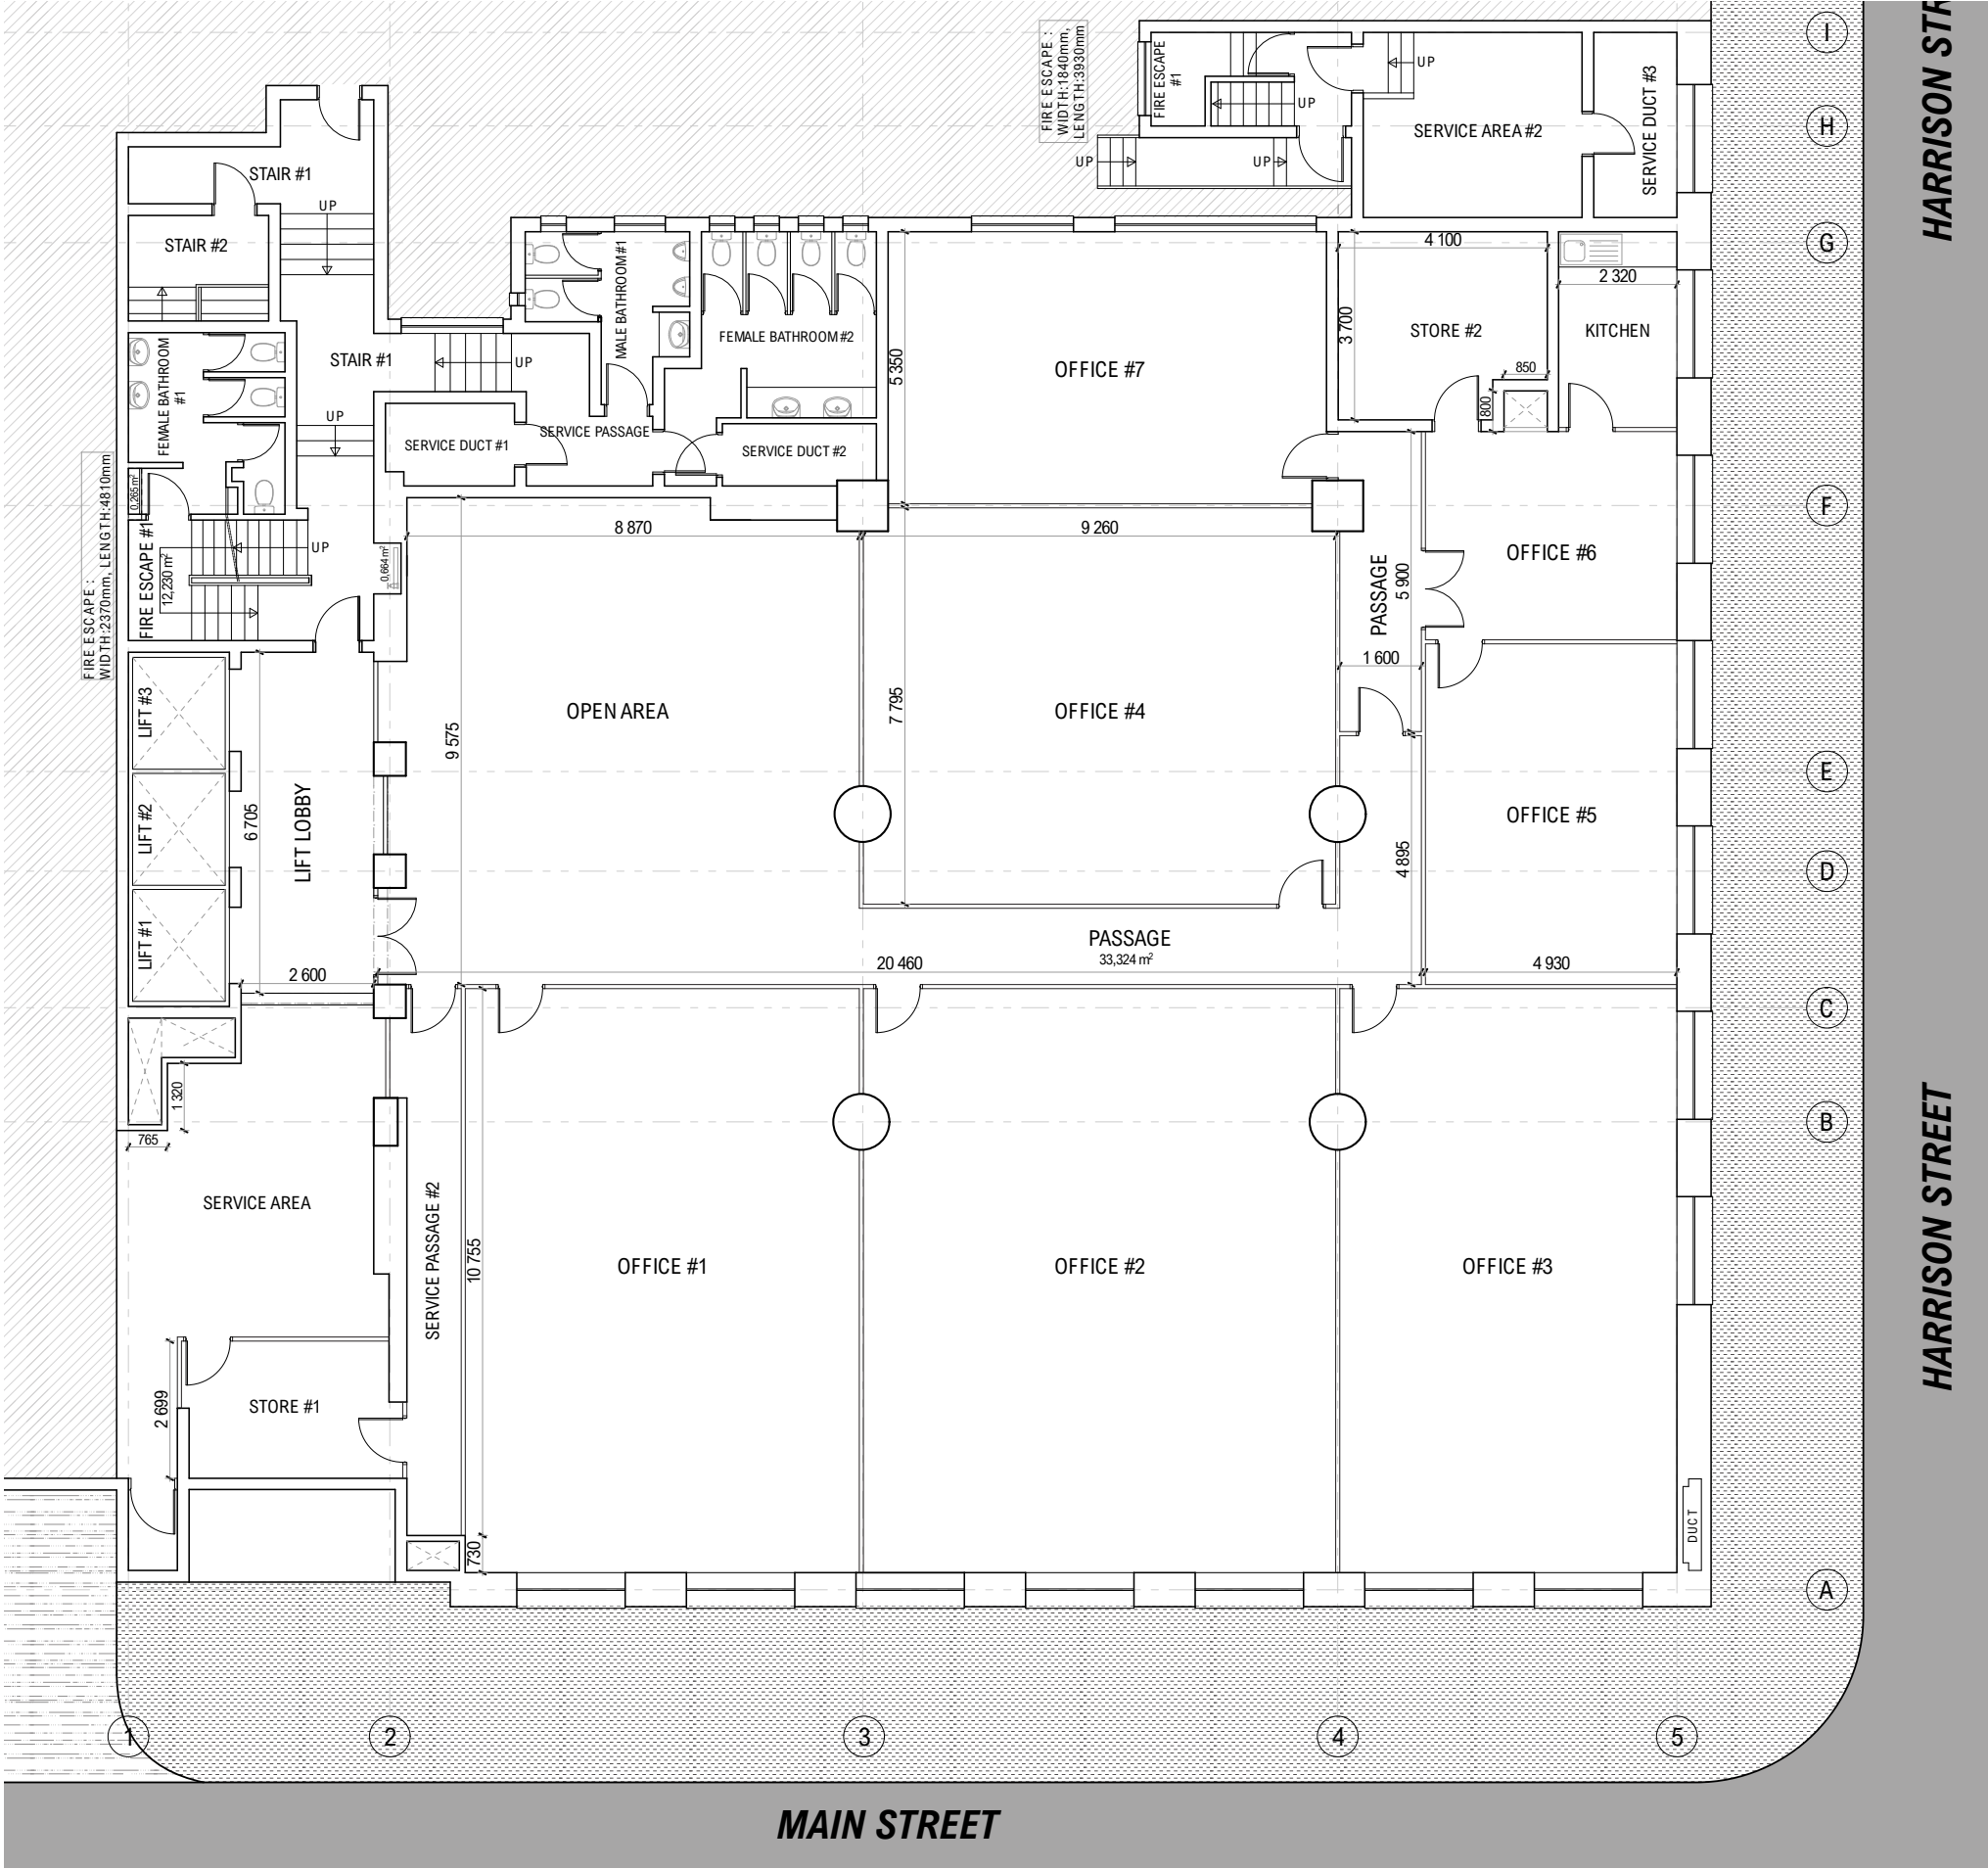 FIRE ESCAPE :
WIDTH:1840mm,
LENGTH:3930mm
FIRE ESCAPE
#1
UP
UP
UP
UP
SERVICE AREA #2
SERVICE DUCT #3
I
H
HARRISON STR
STAIR #1
UP
STAIR #2
MALE BATHROOM #1
FEMALE BATHROOM #2
5 350
OFFICE #7
4 100
3 700
STORE #2
850
800
2 320
KITCHEN
G
FEMALE BATHROOM
#1
STAIR #1
UP
UP
SERVICE DUCT #1
SERVICE PASSAGE
SERVICE DUCT #2
FIRE ESCAPE :
WIDTH:2370mm, LENGTH:4810mm
0,265 m²
FIRE ESCAPE #1
12,230 m²
UP
0,664 m²
8 870
9 260
PASSAGE
5 900
OFFICE #6
F
1 600
LIFT #3
LIFT #2
LIFT #1
6 705
LIFT LOBBY
2 600
9 575
OPEN AREA
7 795
OFFICE #4
4 895
OFFICE #5
E
D
PASSAGE
33,324 m²
20 460
4 930
C
1 320
765
B
SERVICE AREA
SERVICE PASSAGE #2
10 755
OFFICE #1
OFFICE #2
OFFICE #3
HARRISON STREET
2 699
STORE #1
730
DUCT
A
1
2
3
4
5
MAIN STREET